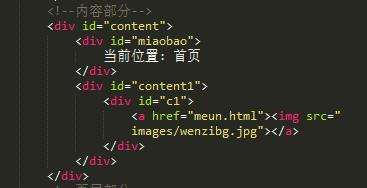 <!--内容部分-->
<div id="content">
<div id="miaobao">
当前位置: 首页
</div>
<div id="content1">
<div id="c1">
<a href="meun.html"><img src="
images/wenzibg.jpg"></a>
</div>
</div>
</div>